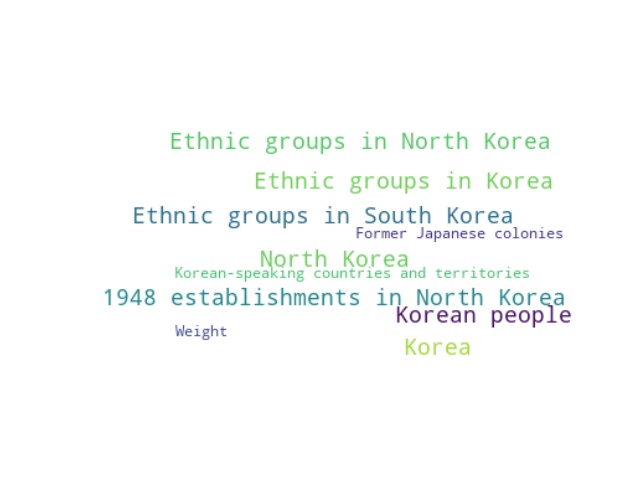 Ethnic groups in North Korea
Ethnic groups in Korea
Ethnic groups in South Korea
Former Japanese colonies
North Korea
Korean-speaking countries and territories
1948 establishments in North Korea
Korean people
Weight
Korea